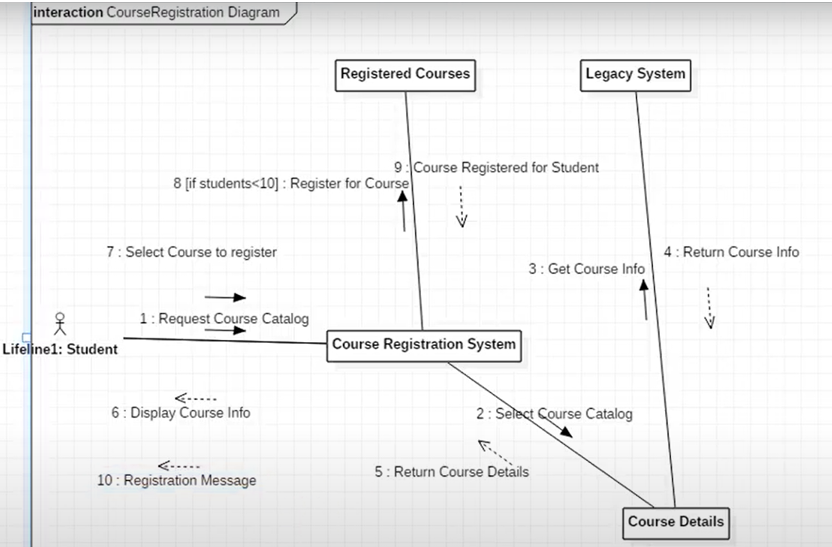 interaction CourseRegistration Diagram
Registered Courses
Legacy System
9 : Course Registered for Student
8 [if students<10] : Register for Course
7 : Select Course to register
4 : Return Course Info
3 : Get Course Info
1 : Request Course Catalog
Lifeline1: Student
Course Registration System
6 : Display Course Info
2 : Select Course Catalog
5 : Return Course Details
10 : Registration Message
Course Details